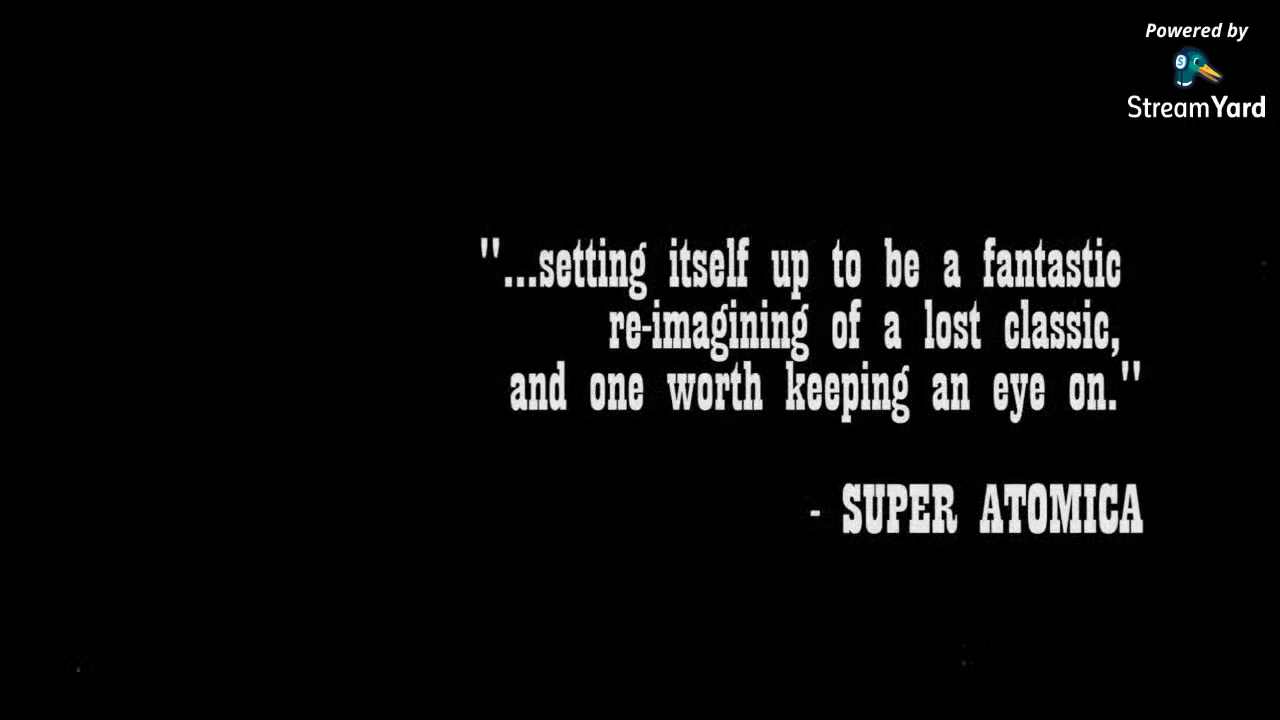 Powered by
StreamYard
"...setting itself up to be a fantastic
re-imagining of a lost classic,
and one worth keeping an eye on."
- SUPER ATOMICA